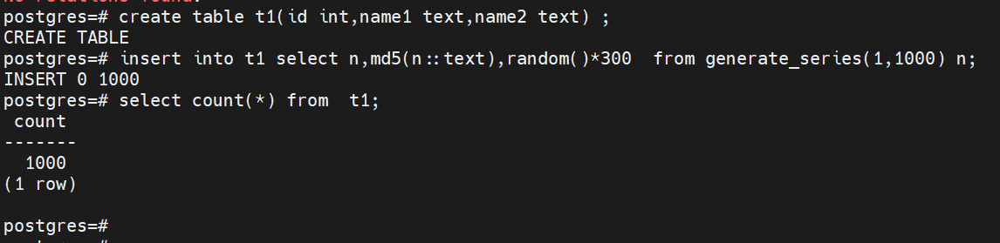 No relations found.
postgres=# create table t1(id int,name1 text,name2 text) ;
CREATE TABLE
postgres=# insert into t1 select n,md5(n::text),random()*300  from generate_series(1,1000) n;
INSERT 0 1000
postgres=# select count(*) from  t1;
 count
-------
  1000
(1 row)

postgres=#